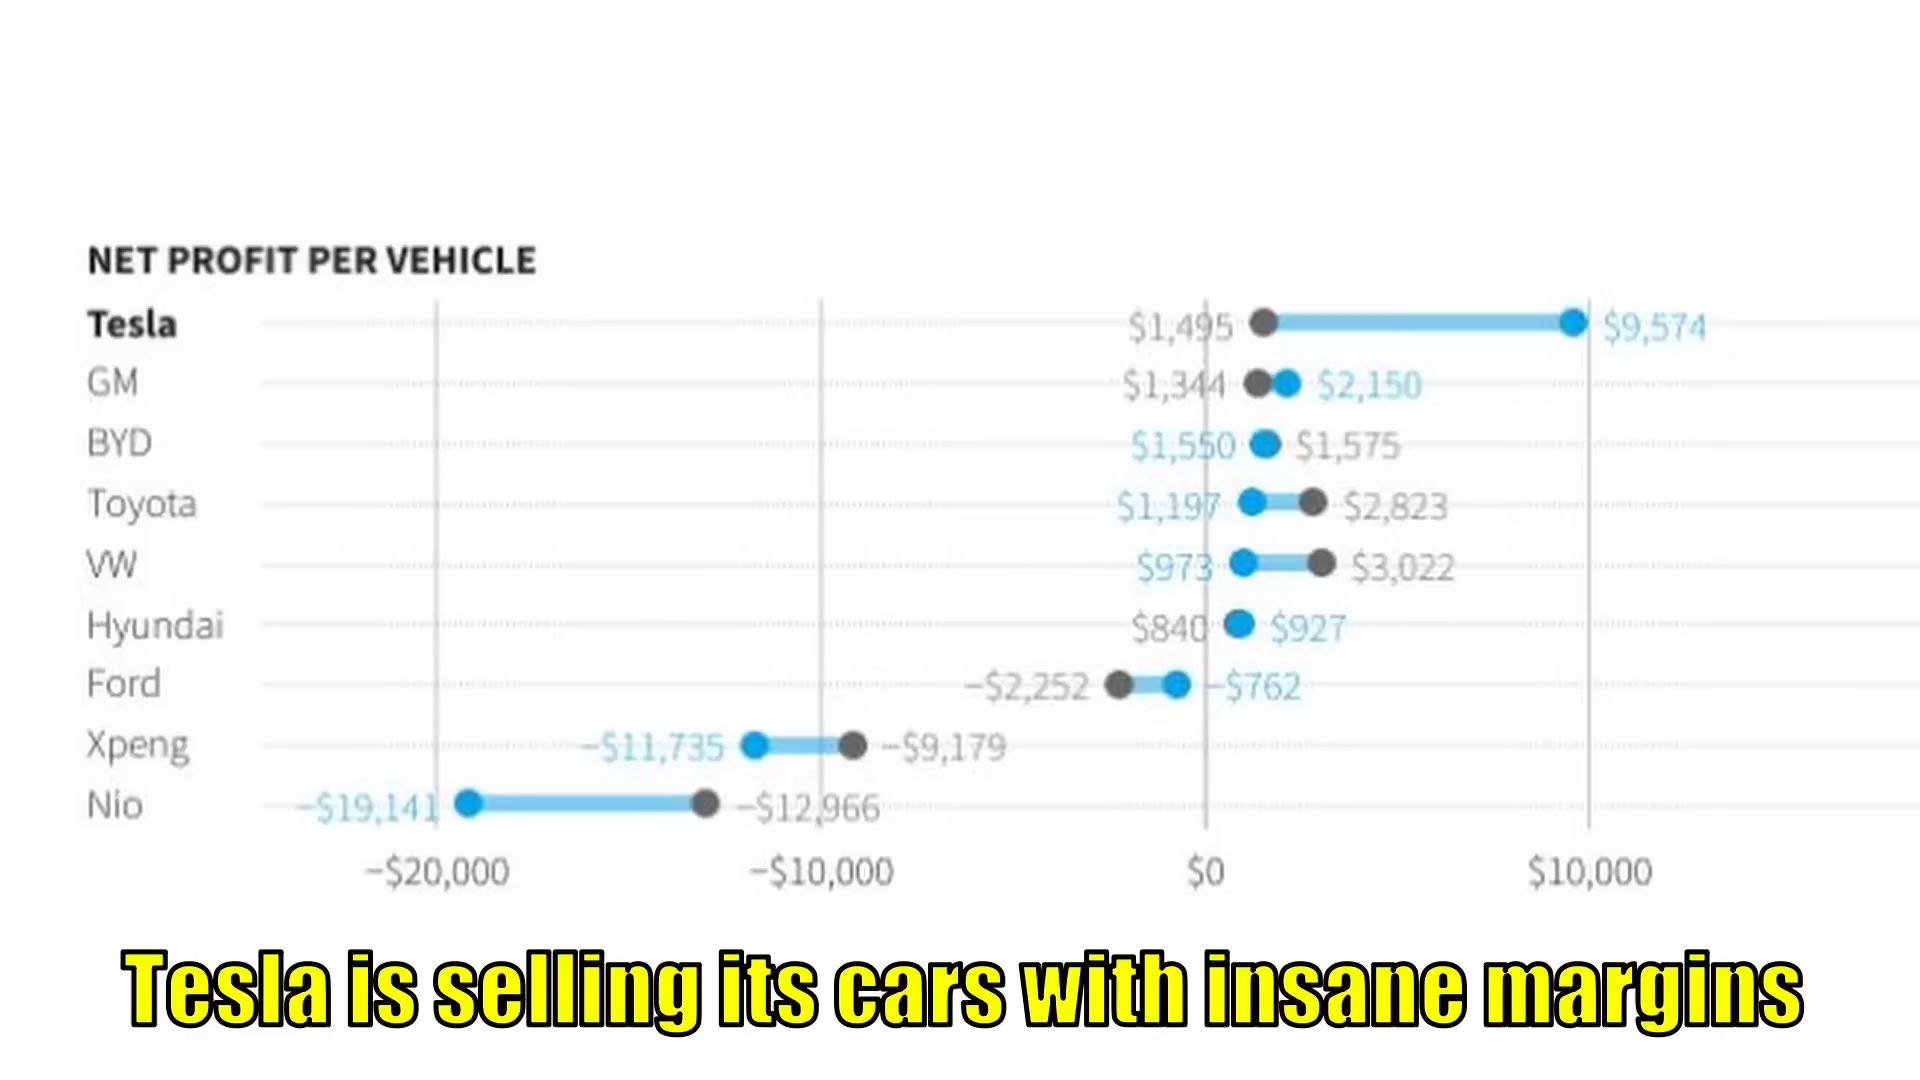 NET PROFIT PER VEHICLE
Tesla $1,495 $9,574
GM $1,344 $2,150
BYD $1,550 $1,575
Toyota $1,197 $2,823
VW $973 $3,022
Hyundai $840 $927
Ford −$2,252 −$762
Xpeng −$11,735 −$9,179
Nio −$19,141 −$12,966
−$20,000 −$10,000 $0 $10,000
Tesla is selling its cars with insane margins